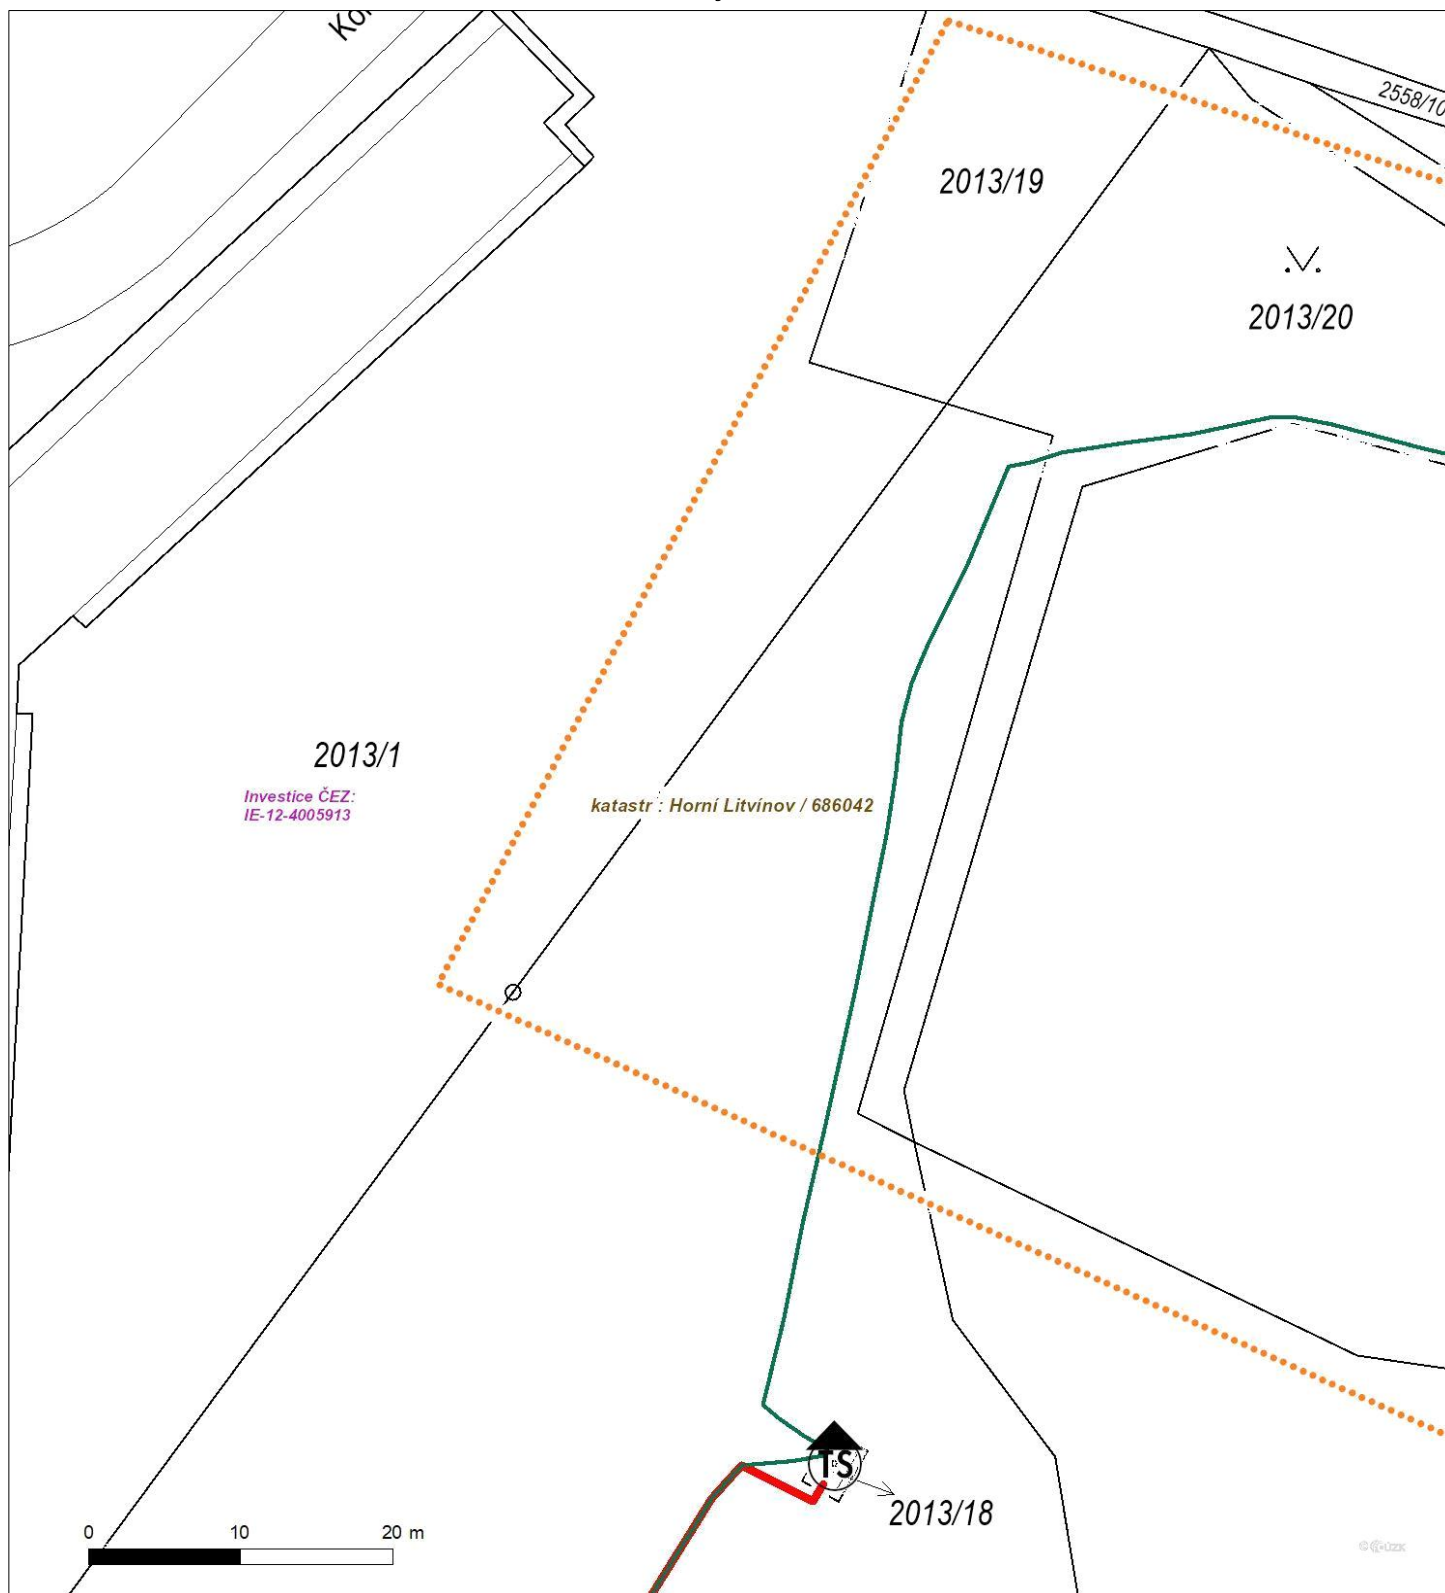 2558/10
2013/19
2013/20
2013/1
Investice ČEZ:
IE-12-4005913
katastr : Horní Litvínov / 686042
TS
2013/18
0 10 20 m